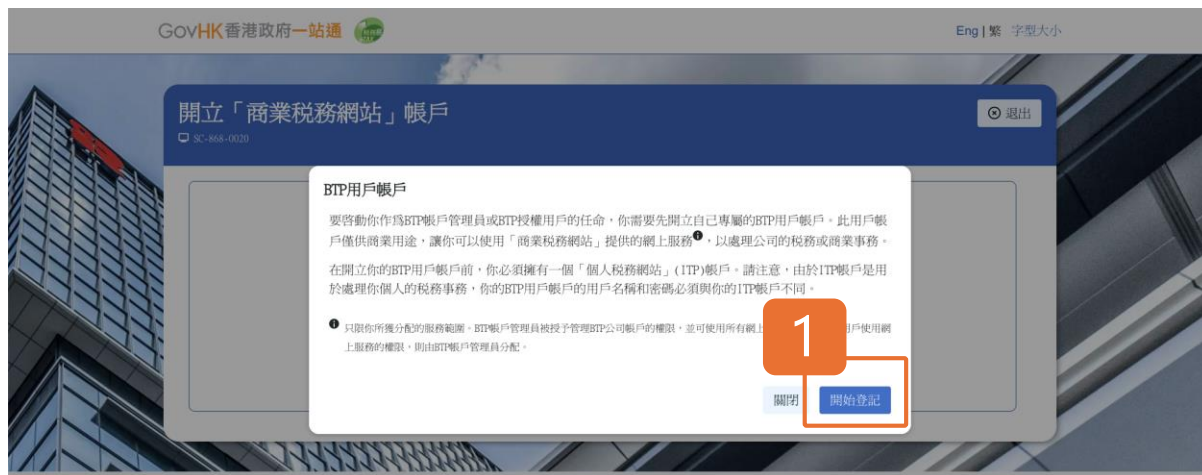 GovHK香港政府一站通
Eng | 繁 字型大小
開立「商業税務網站」帳戶
SC-868-0020
退出
BTP用戶帳戶
要啓動你作爲BTP帳戶管理員或BTP授權用戶的任命，你需要先開立自己專屬的BTP用戶帳戶。此用戶帳
戶僅供商業用途，讓你可以使用「商業税務網站」提供的網上服務，以處理公司的税務或商業事務。
在開立你的BTP用戶帳戶前，你必須擁有一個「個人税務網站」(ITP)帳戶。請注意，由於ITP帳戶是用
於處理你個人的税務事務，你的BTP用戶帳戶的用戶名稱和密碼必須與你的ITP帳戶不同。
只限你所獲分配的服務範圍。BTP帳戶管理員被授予管理BTP公司帳戶的權限，並可使用所有網上 用戶使用網
上服務的權限，則由BTP帳戶管理員分配。
1
關閉 開始登記